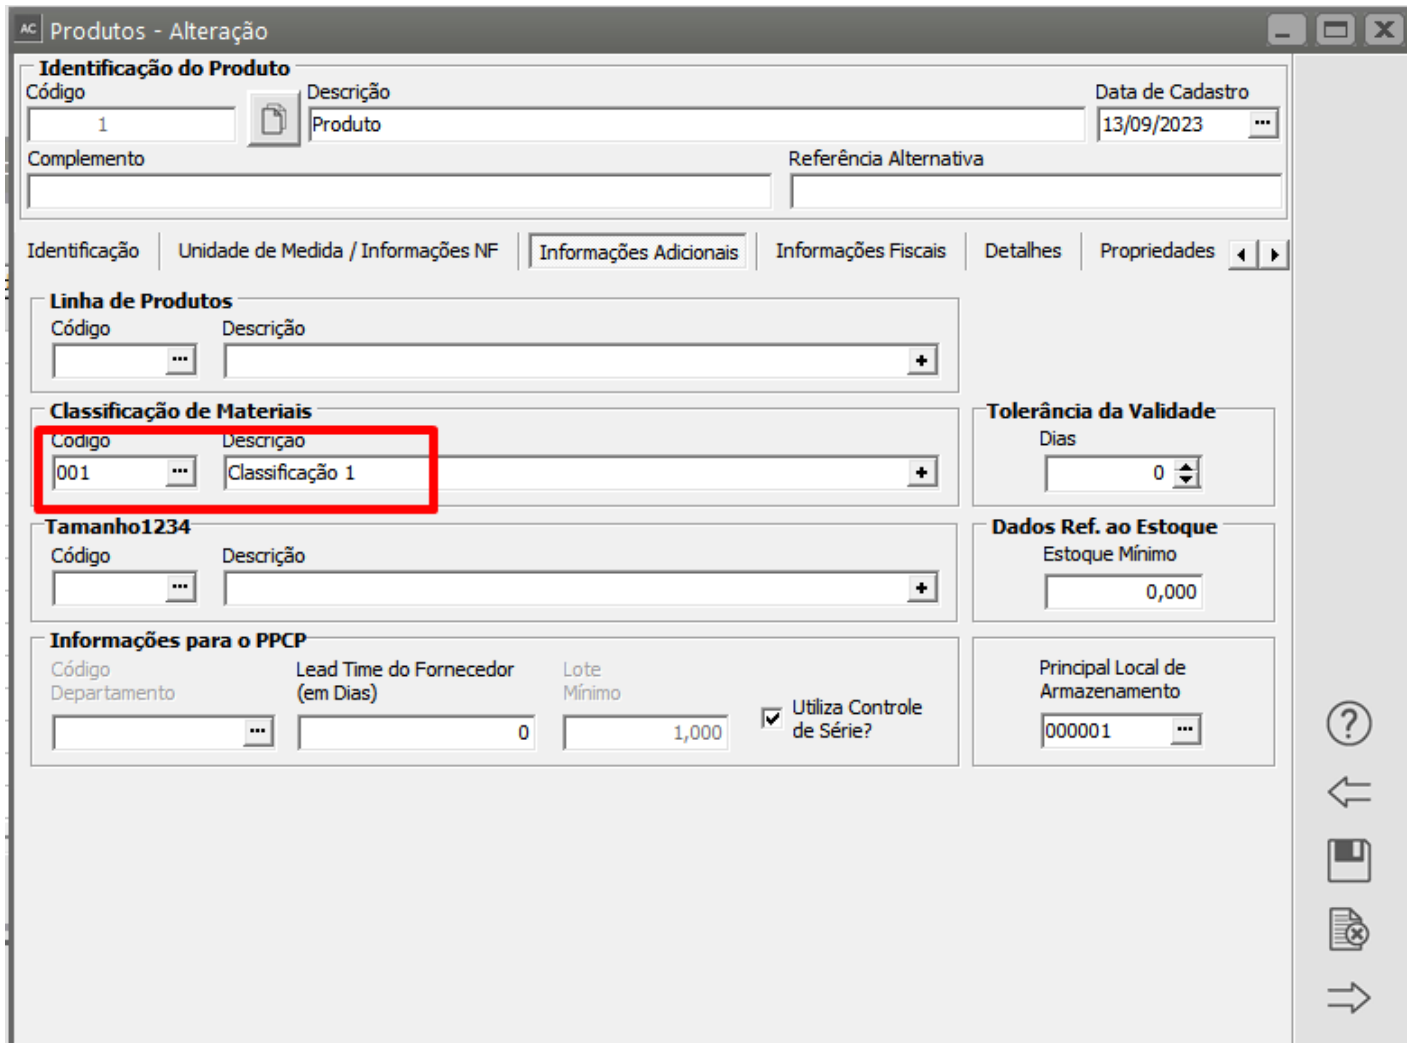 AC Produtos - Alteração
Identificação do Produto
Código Descrição Data de Cadastro
1 Produto 13/09/2023 ...
Complemento Referência Alternativa
Identificação Unidade de Medida / Informações NF Informações Adicionais Informações Fiscais Detalhes Propriedades
Linha de Produtos
Código Descrição
... +
Classificação de Materiais Tolerância da Validade
Código Descrição Dias
001 ... Classificação 1 + 0
Tamanho1234 Dados Ref. ao Estoque
Código Descrição Estoque Mínimo
... + 0,000
Informações para o PPCP
Código Lead Time do Fornecedor Lote Principal Local de
Departamento (em Dias) Mínimo Armazenamento
Utiliza Controle
... 0 1,000 de Série? 000001 ...
?